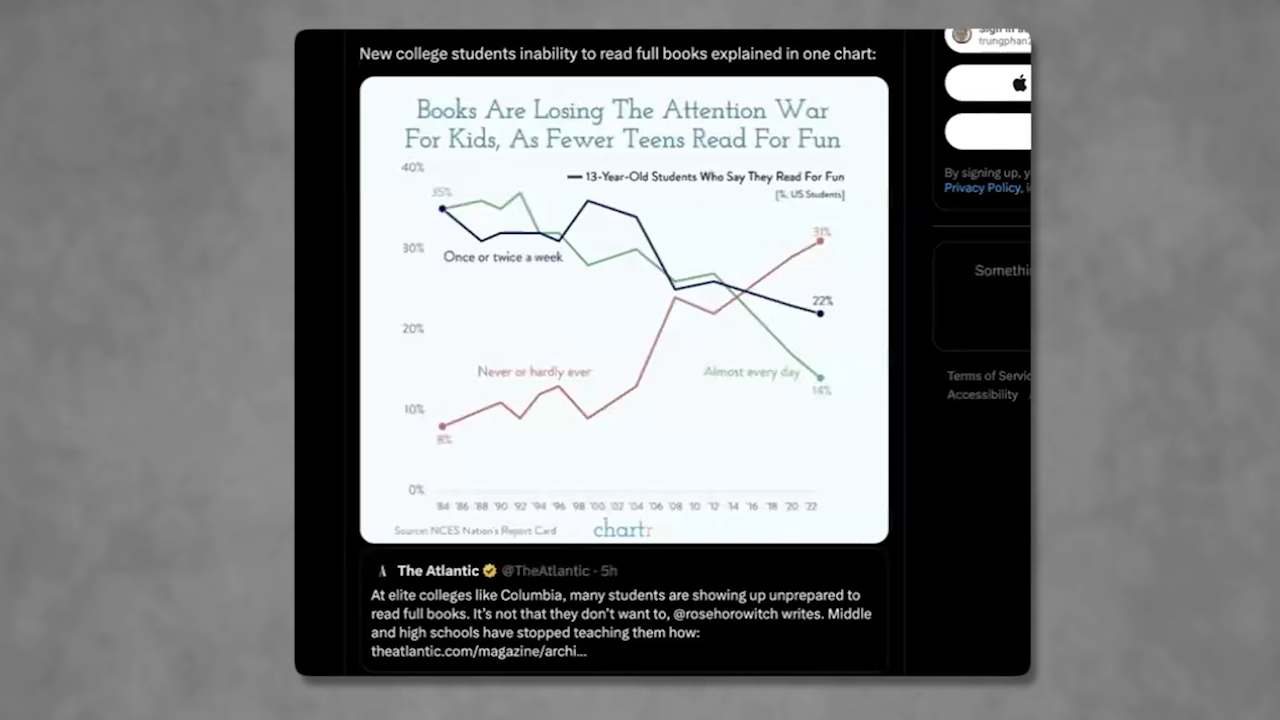 New college students inability to read full books explained in one chart:
Books Are Losing The Attention War
For Kids, As Fewer Teens Read For Fun
40%
13-Year-Old Students Who Say They Read For Fun
[%, US Students]
35%
31%
30%
Once or twice a week
22%
20%
Never or hardly ever
Almost every day
14%
10%
8%
0%
'84 '86 '88 '90 '92 '94 '96 '98 '00 '02 '04 '06 '08 '10 '12 '14 '16 '18 '20 '22
Source: NCES Nation's Report Card
chartr
The Atlantic @TheAtlantic · 5h
At elite colleges like Columbia, many students are showing up unprepared to
read full books. It's not that they don't want to, @rosehorowitch writes. Middle
and high schools have stopped teaching them how:
theatlantic.com/magazine/archi...
Sign in as
trungphan2
By signing up, y
Privacy Policy, i
Somethi
Terms of Servic
Accessibility